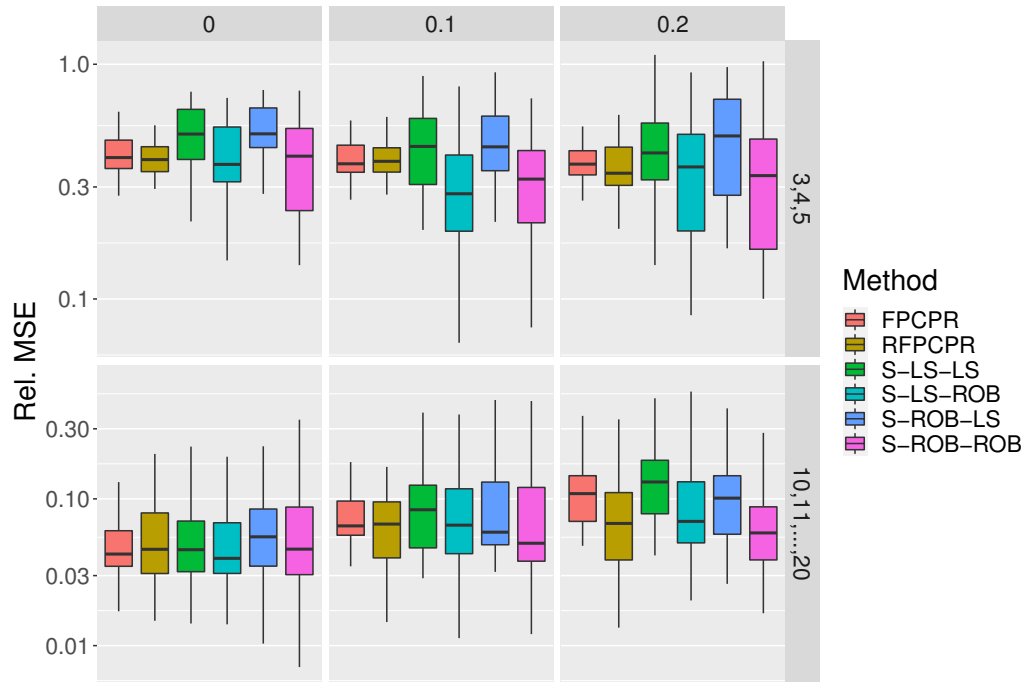 0
0.1
0.2
Rel. MSE
1.0
0.3
0.1
3,4,5
0.30
0.10
0.03
0.01
10,11,...,20
Method
FPCPR
RFPCPR
S−LS−LS
S−LS−ROB
S−ROB−LS
S−ROB−ROB